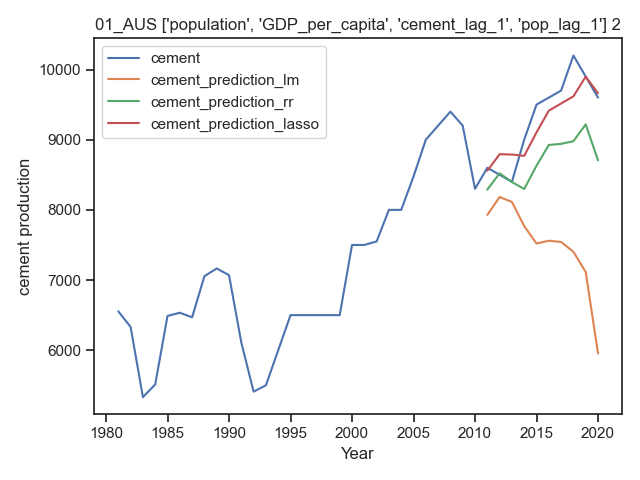 01_AUS ['population', 'GDP_per_capita', 'cement_lag_1', 'pop_lag_1'] 2
cement
cement_prediction_lm
cement_prediction_rr
cement_prediction_lasso
10000
9000
8000
7000
6000
cement production
1980
1985
1990
1995
2000
2005
2010
2015
2020
Year